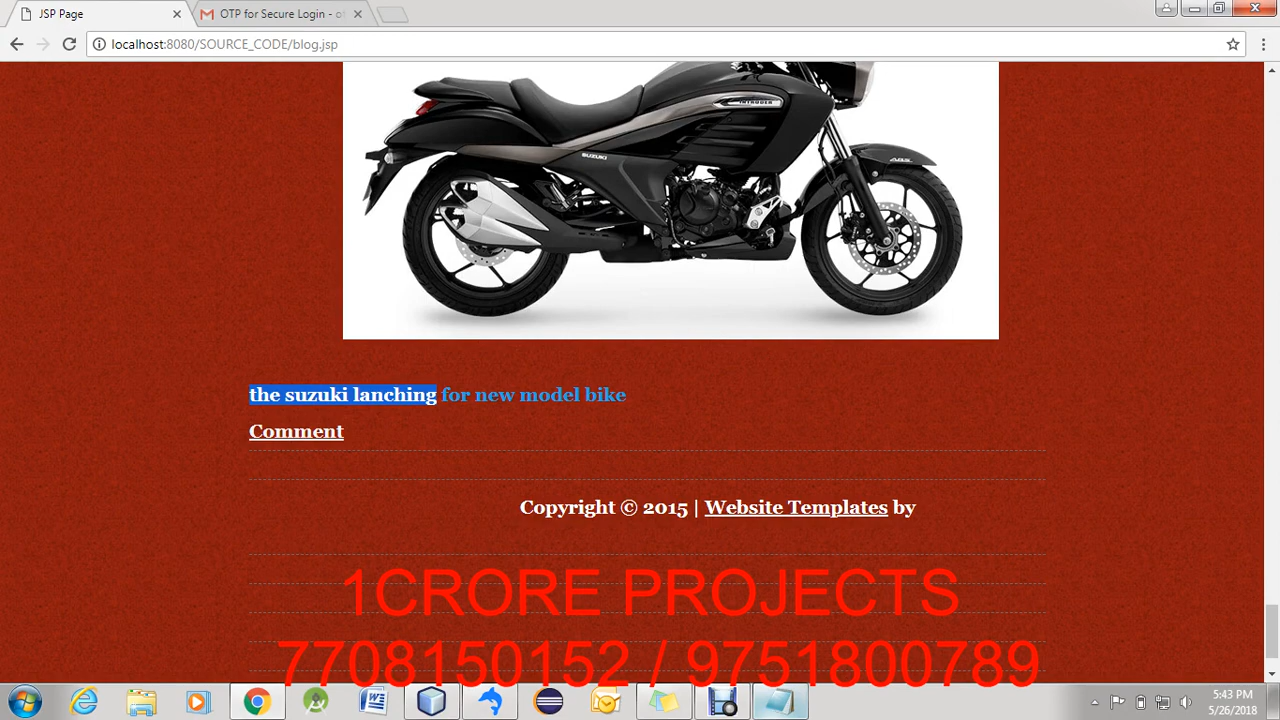 JSP Page
OTP for Secure Login - o
localhost:8080/SOURCE_CODE/blog.jsp
INTRUDER
SUZUKI
ABS
the suzuki lanching for new model bike
Comment
Copyright © 2015 | Website Templates by
1CRORE PROJECTS
7708150152 / 9751800789
5:43 PM
5/26/2018